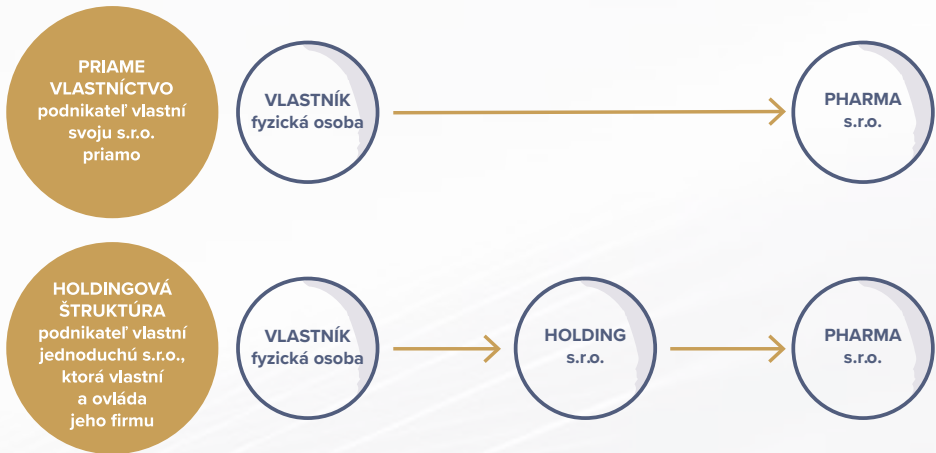 PRIAME
VLASTNÍCTVO
podnikateľ vlastní
svoju s.r.o.
priamo
VLASTNÍK
fyzická osoba
PHARMA
s.r.o.
HOLDINGOVÁ
ŠTRUKTÚRA
podnikateľ vlastní
jednoduchú s.r.o.,
ktorá vlastní
a ovláda
jeho firmu
VLASTNÍK
fyzická osoba
HOLDING
s.r.o.
PHARMA
s.r.o.